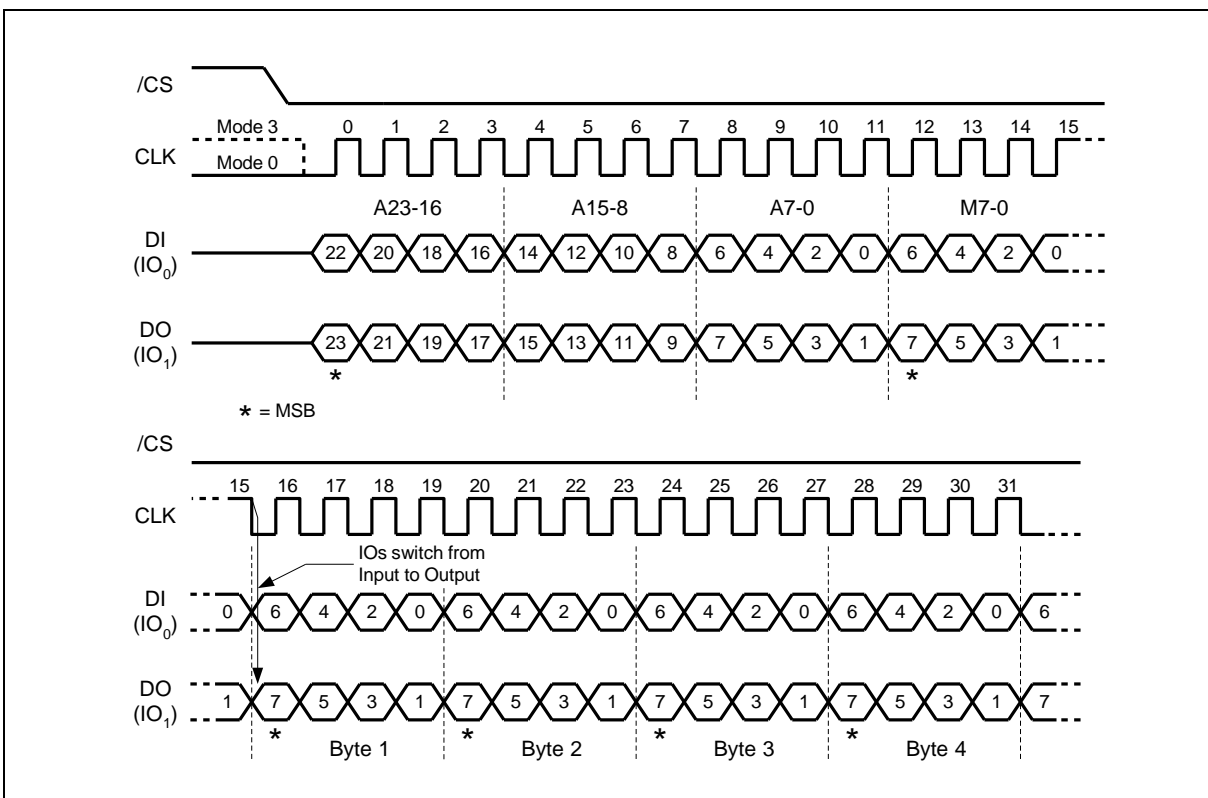 /CS
Mode 3
0 1 2 3 4 5 6 7 8 9 10 11 12 13 14 15
CLK
Mode 0
A23-16 A15-8 A7-0 M7-0
DI
(IO0)
22 20 18 16 14 12 10 8 6 4 2 0 6 4 2 0
DO
(IO1)
23 21 19 17 15 13 11 9 7 5 3 1 7 5 3 1
* *
* = MSB
/CS
15 16 17 18 19 20 21 22 23 24 25 26 27 28 29 30 31
CLK
IOs switch from
Input to Output
DI
(IO0)
0 6 4 2 0 6 4 2 0 6 4 2 0 6 4 2 0 6
DO
(IO1)
1 7 5 3 1 7 5 3 1 7 5 3 1 7 5 3 1 7
* * * *
Byte 1 Byte 2 Byte 3 Byte 4